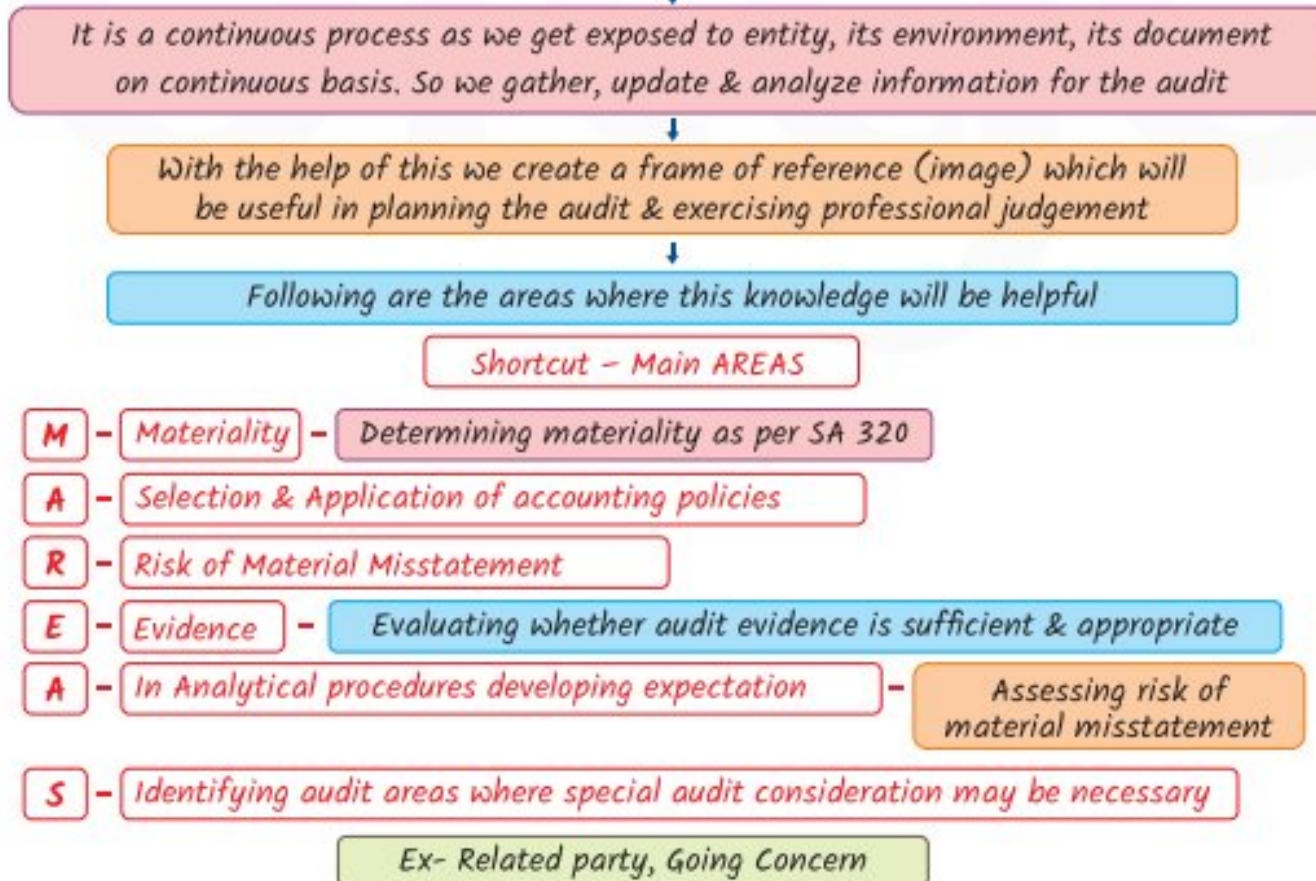 It is a continuous process as we get exposed to entity, its environment, its document
on continuous basis. So we gather, update & analyze information for the audit
With the help of this we create a frame of reference (image) which will
be useful in planning the audit & exercising professional judgement
Following are the areas where this knowledge will be helpful
Shortcut – Main AREAS
M - Materiality - Determining materiality as per SA 320
A - Selection & Application of accounting policies
R - Risk of Material Misstatement
E - Evidence - Evaluating whether audit evidence is sufficient & appropriate
A - In Analytical procedures developing expectation - Assessing risk of
material misstatement
S - Identifying audit areas where special audit consideration may be necessary
Ex- Related party, Going Concern